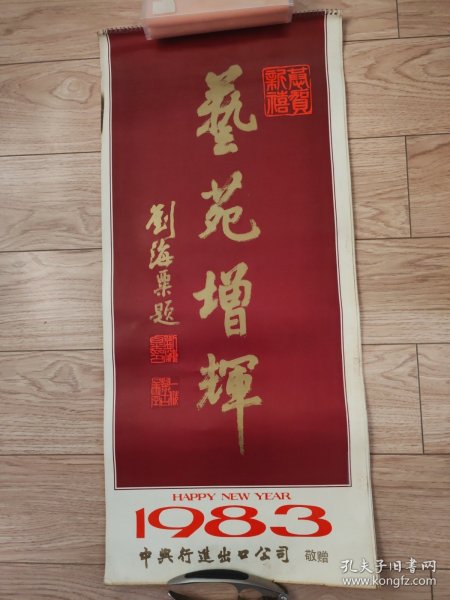 恭賀
新禧
藝苑增輝
劉海粟題
HAPPY NEW YEAR
1983
中興行進出口公司 敬贈
孔夫子旧书网
kongfz.com